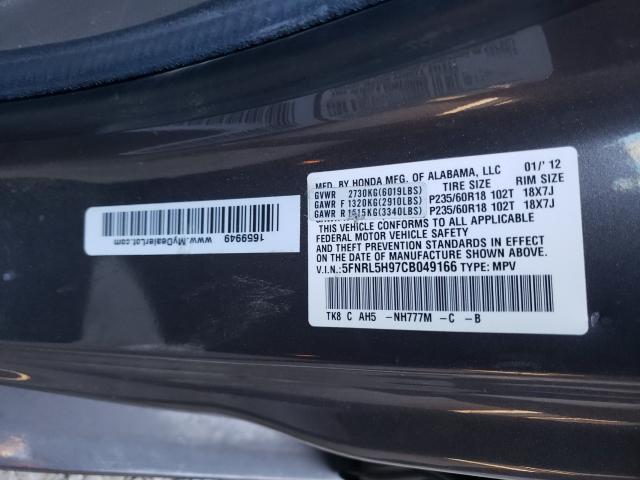 MFD. BY HONDA MFG. OF ALABAMA, LLC 01/'12
GVWR 2730KG(6019LBS) TIRE SIZE RIM SIZE
GAWR F 1320KG(2910LBS) P235/60R18 102T 18X7J
GAWR R 1515KG(3340LBS) P235/60R18 102T 18X7J
THIS VEHICLE CONFORMS TO ALL APPLICABLE
FEDERAL MOTOR VEHICLE SAFETY
AND THEFT PREVENTION STANDARDS IN EFFECT
ON THE DATE OF MANUFACTURE SHOWN ABOVE.
V.I.N.: 5FNRL5H97CB049166 TYPE: MPV
TK8 C AH5 -NH777M -C -B
1659949
www.MyDealerLot.com